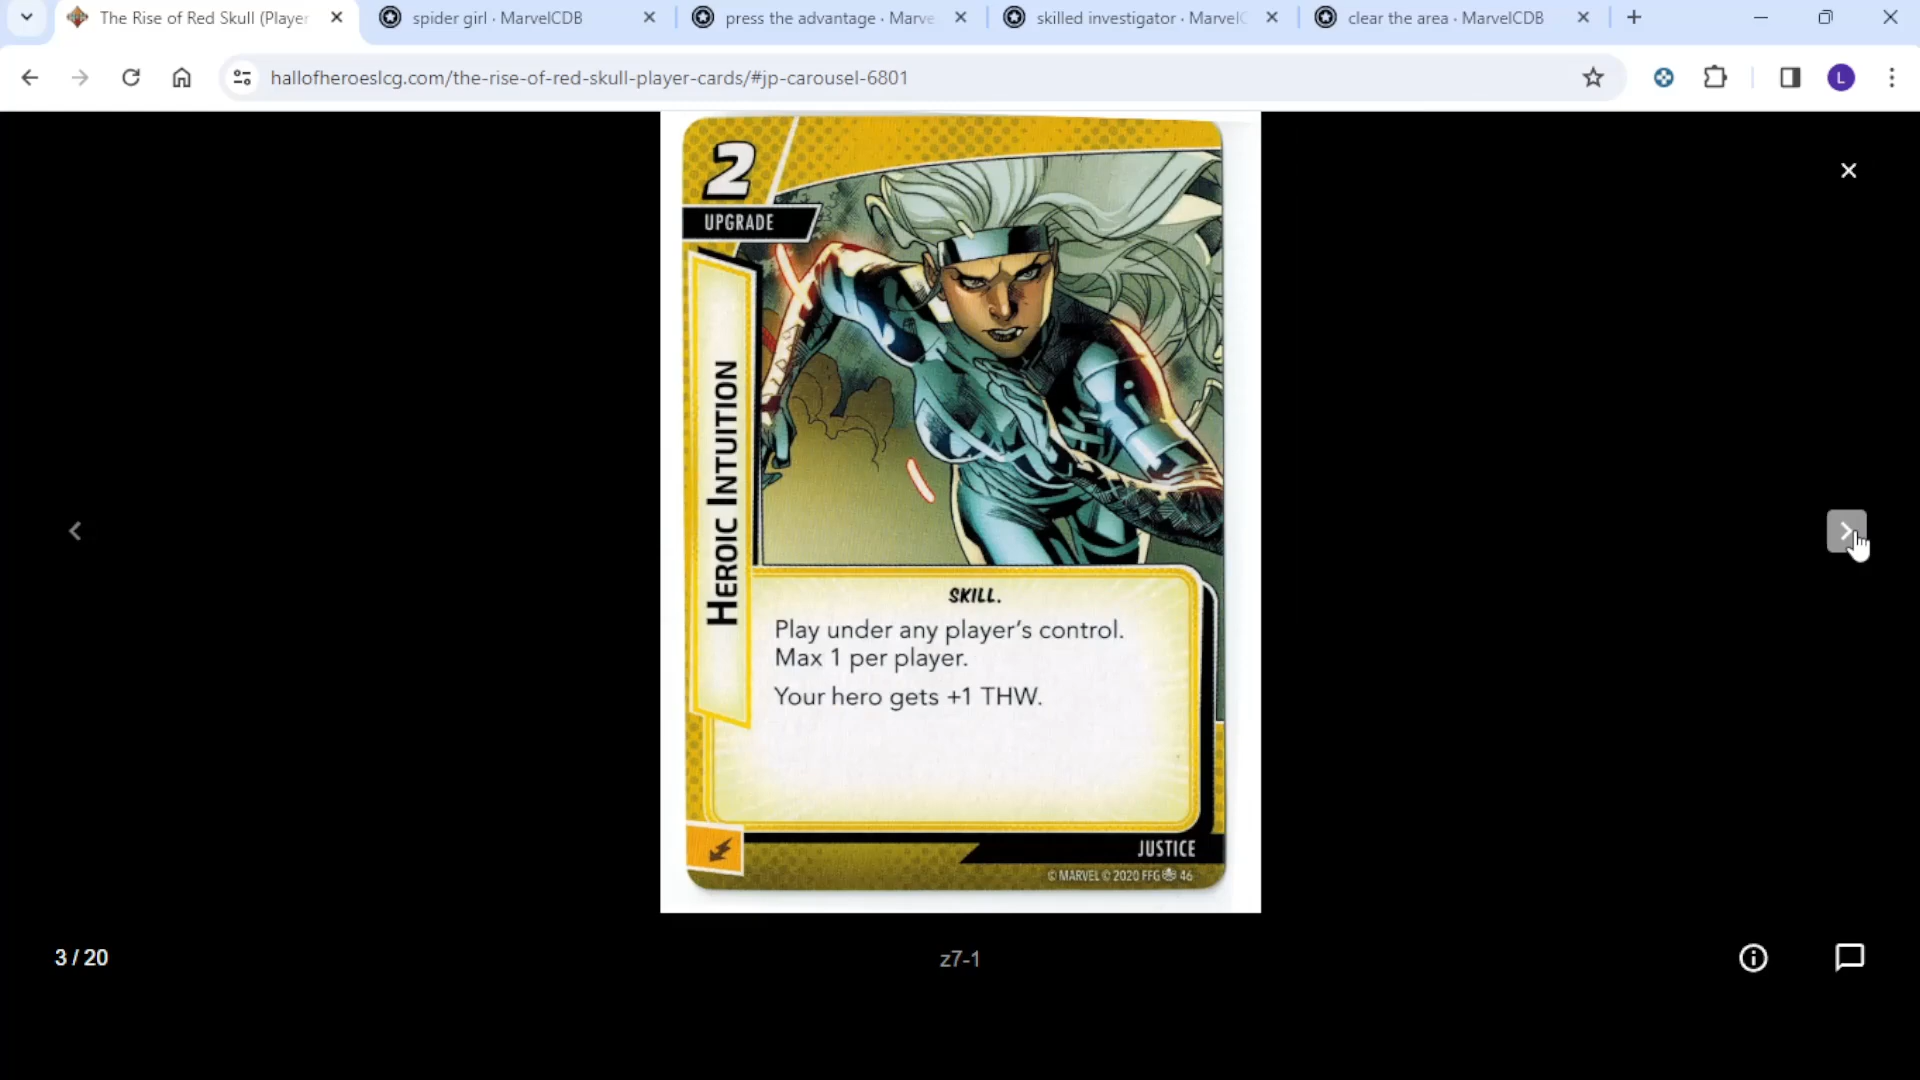 The Rise of Red Skull (Player
spider girl · MarvelCDB
press the advantage · Marve
skilled investigator · MarvelC
clear the area · MarvelCDB
hallofheroeslcg.com/the-rise-of-red-skull-player-cards/#jp-carousel-6801
L
2
UPGRADE
HEROIC INTUITION
SKILL.
Play under any player's control.
Max 1 per player.
Your hero gets +1 THW.
JUSTICE
© MARVEL © 2020 FFG 46
3 / 20
z7-1